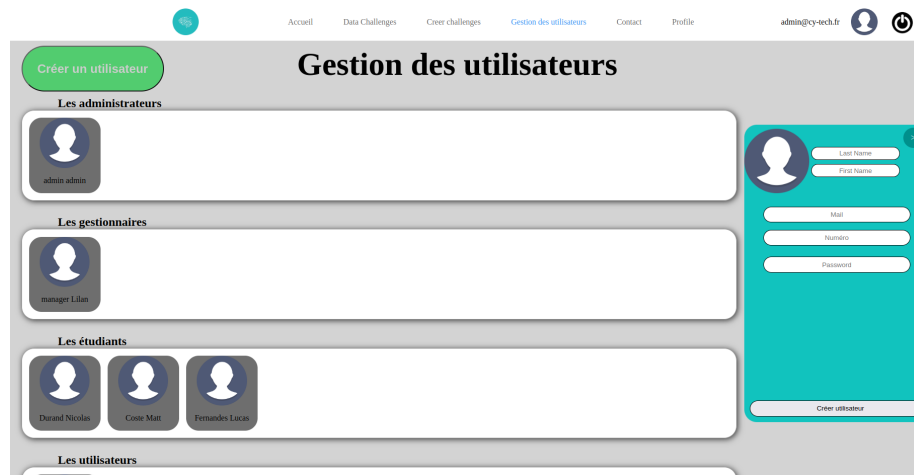 Accueil Data Challenges Creer challenges Gestion des utilisateurs Contact Profile admin@cy-tech.fr
Créer un utilisateur
Gestion des utilisateurs
Les administrateurs
admin admin
Last Name
First Name
Les gestionnaires
manager Lilan
Mail
Numéro
Password
Les étudiants
Durand Nicolas Coste Matt Fernandes Lucas
Créer utilisateur
Les utilisateurs